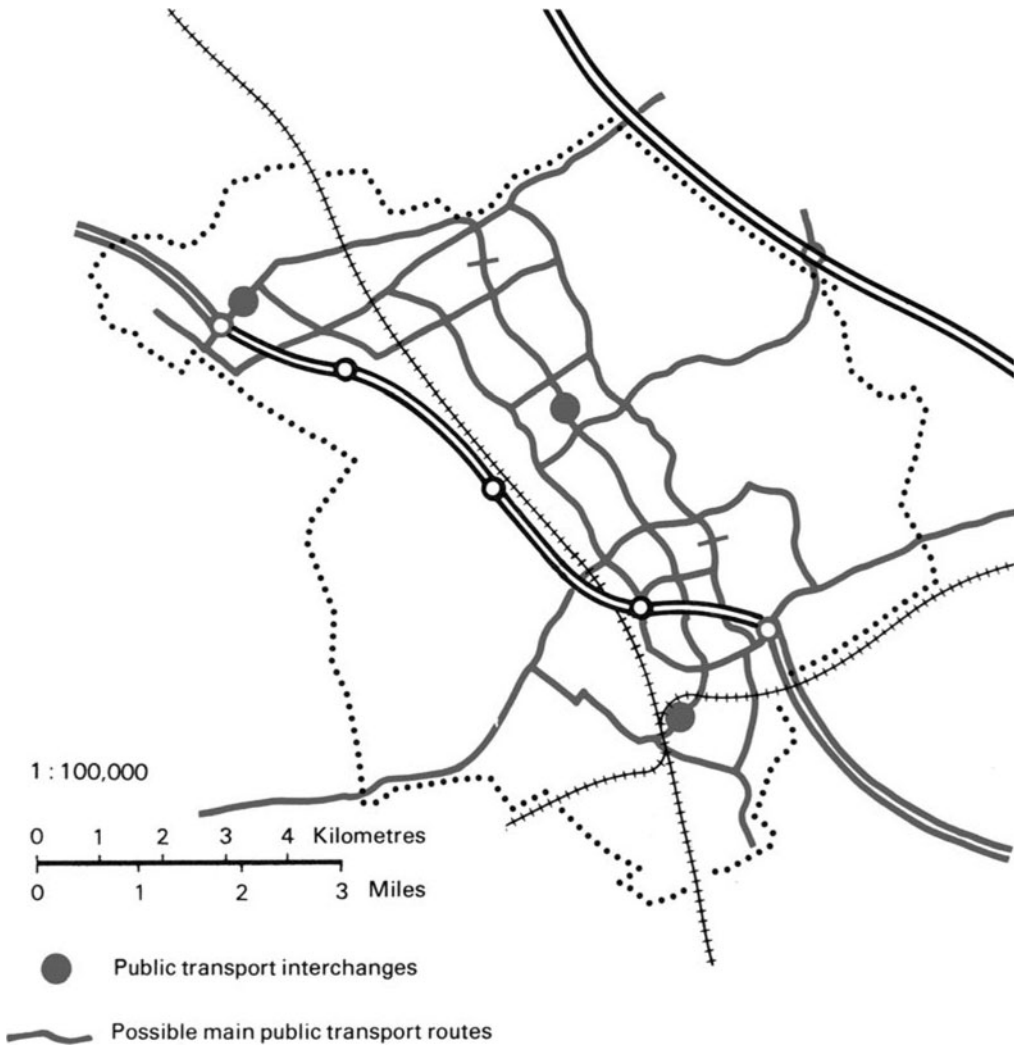 1 : 100,000
0 1 2 3 4 Kilometres
0 1 2 3 Miles
Public transport interchanges
Possible main public transport routes